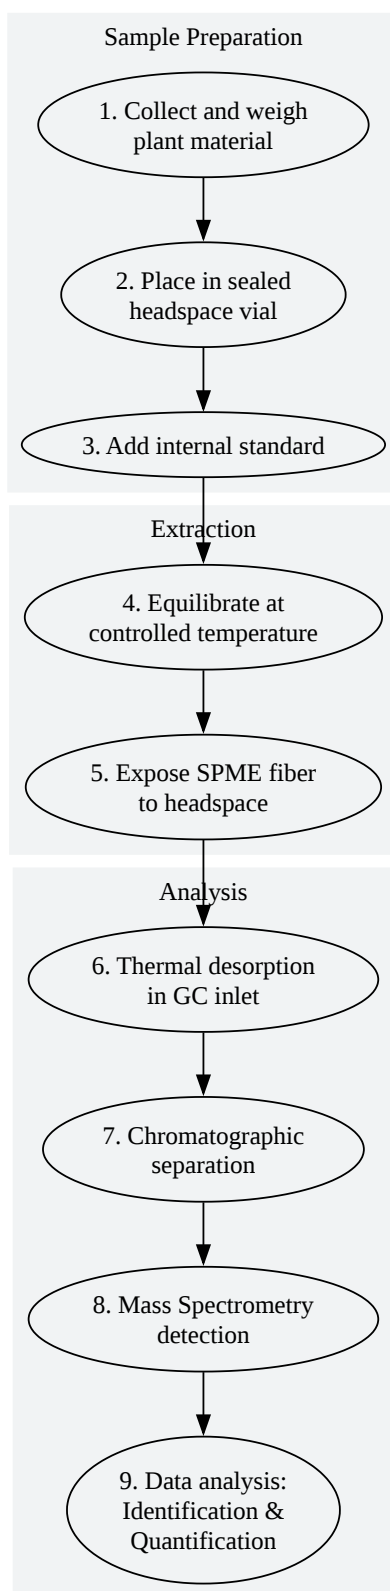 Sample Preparation
1. Collect and weigh
plant material
2. Place in sealed
headspace vial
3. Add internal standard
Extraction
4. Equilibrate at
controlled temperature
5. Expose SPME fiber
to headspace
Analysis
6. Thermal desorption
in GC inlet
7. Chromatographic
separation
8. Mass Spectrometry
detection
9. Data analysis:
Identification &
Quantification